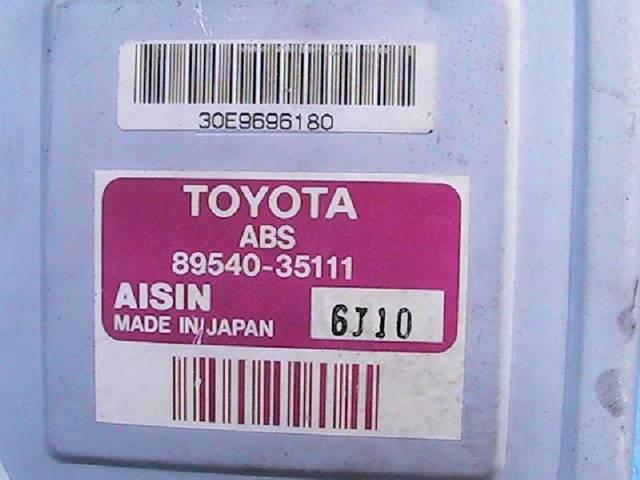 30E9696180
TOYOTA
ABS
89540-35111
AISIN
MADE IN JAPAN
6J10